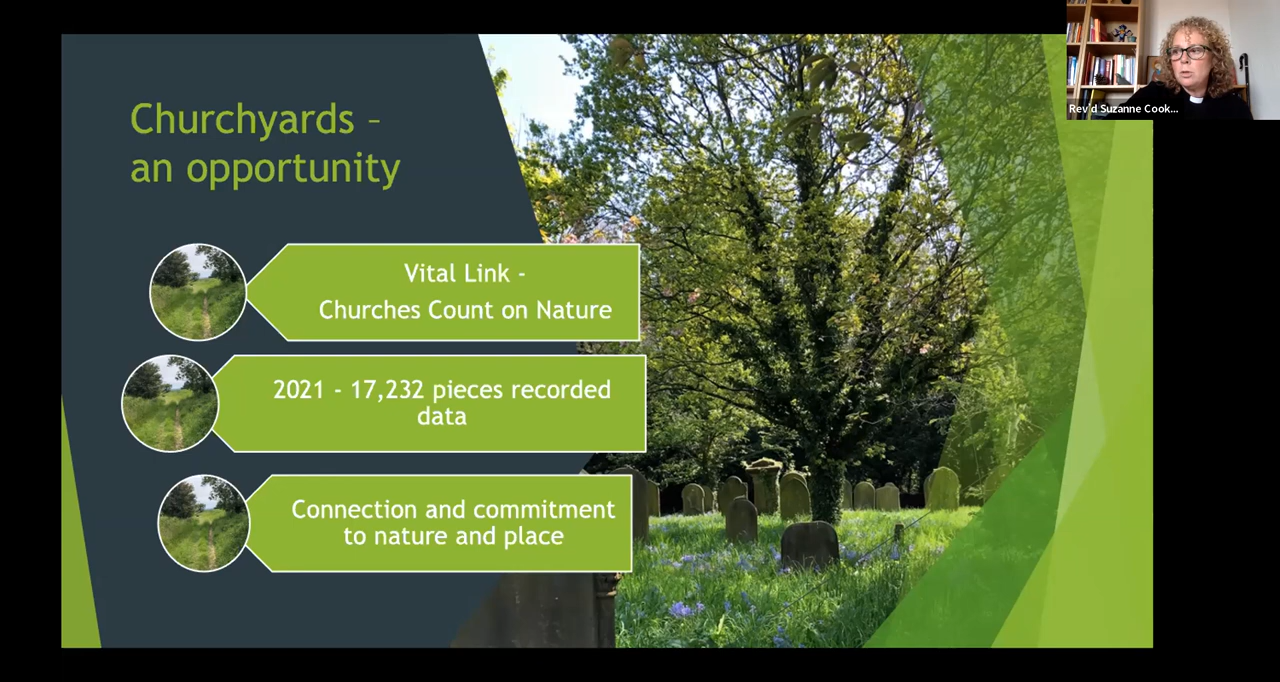 Churchyards –
an opportunity
Vital Link -
Churches Count on Nature
2021 - 17,232 pieces recorded
data
Connection and commitment
to nature and place
Rev'd Suzanne Cook...